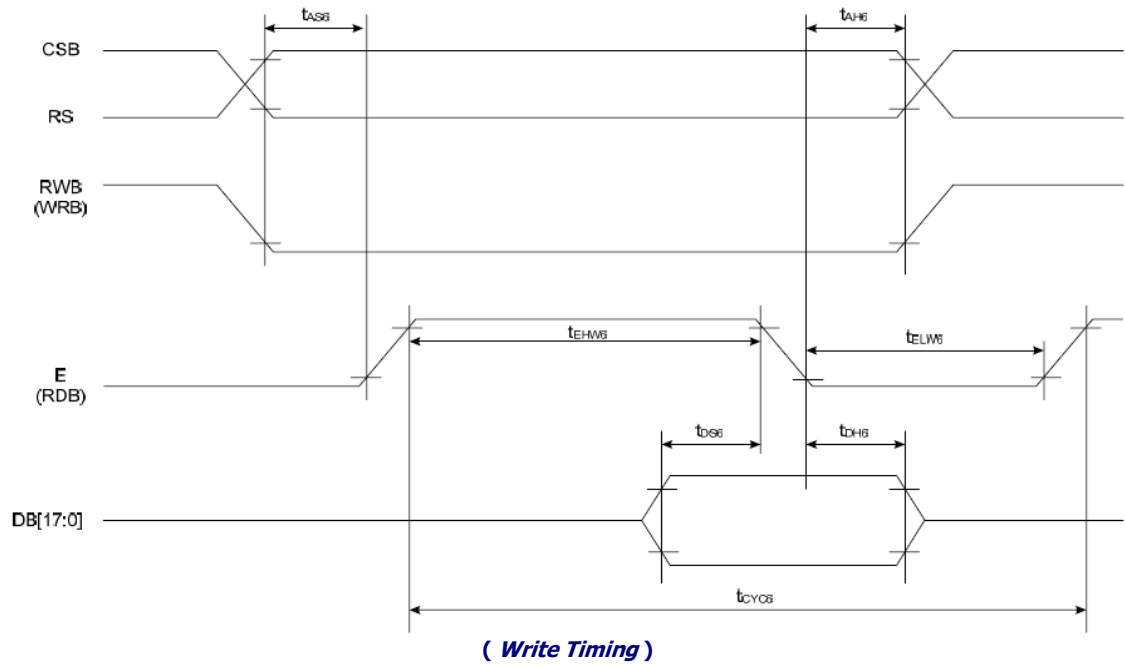 tAS6 tAH6
CSB
RS
RWB
(WRB)
tEHW6 tELW6
E
(RDB)
tDS6 tDH6
DB[17:0]
tCYC6
( Write Timing )